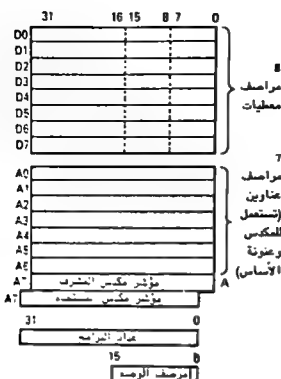 31 16 15 8 7 0
D0
D1
D2
D3
D4
D5
D6
D7
8
مراصف
معطيات
A0
A1
A2
A3
A4
A5
A6
7
مراصف
عناوين
(تستعمل
للمكدس
وعنونة
الأساس)
مؤشر مكدس المشرف
A7 مؤشر مكدس
31 0
عداد البرنامج
15 0
مرصف الوضع